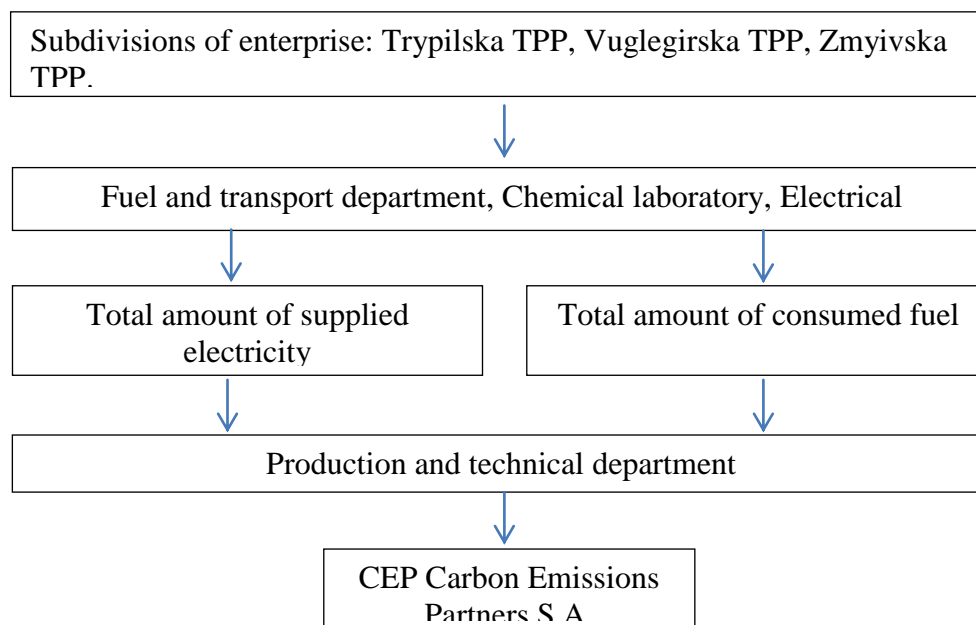 Subdivisions of enterprise: Trypilska TPP, Vuglegirska TPP, Zmyivska
TPP.
Fuel and transport department, Chemical laboratory, Electrical
Total amount of supplied
electricity
Total amount of consumed fuel
Production and technical department
CEP Carbon Emissions
Partners S.A.